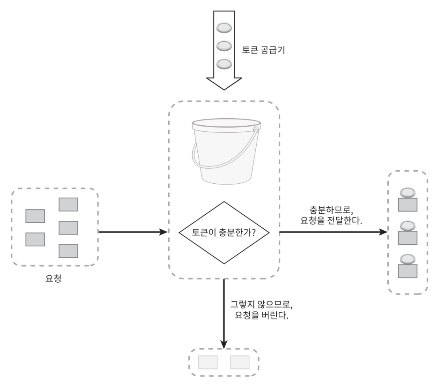 토큰 공급기
토큰이 충분한가?
충분하므로,
요청을 전달한다.
요청
그렇지 않으므로,
요청을 버린다.